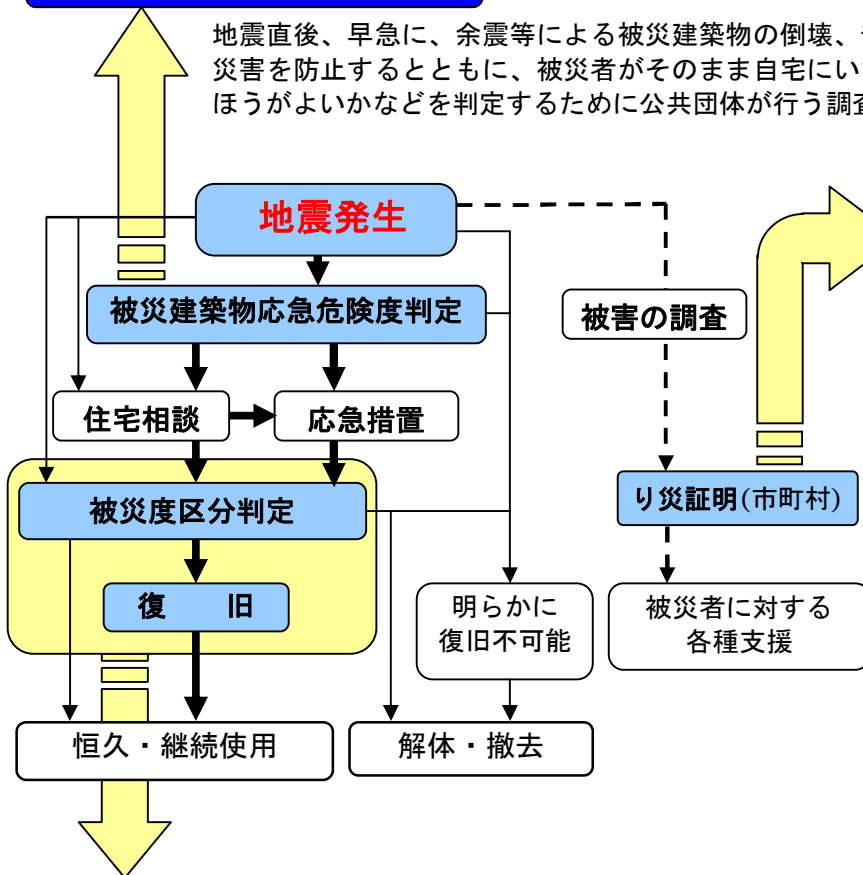 地震直後、早急に、余震等による被災建築物の倒壊、
災害を防止するとともに、被災者がそのまま自宅にい
ほうがよいかなどを判定するために公共団体が行う調査
地震発生
被災建築物応急危険度判定
被害の調査
住宅相談
応急措置
被災度区分判定
り災証明(市町村)
復 旧
明らかに
復旧不可能
被災者に対する
各種支援
恒久・継続使用
解体・撤去